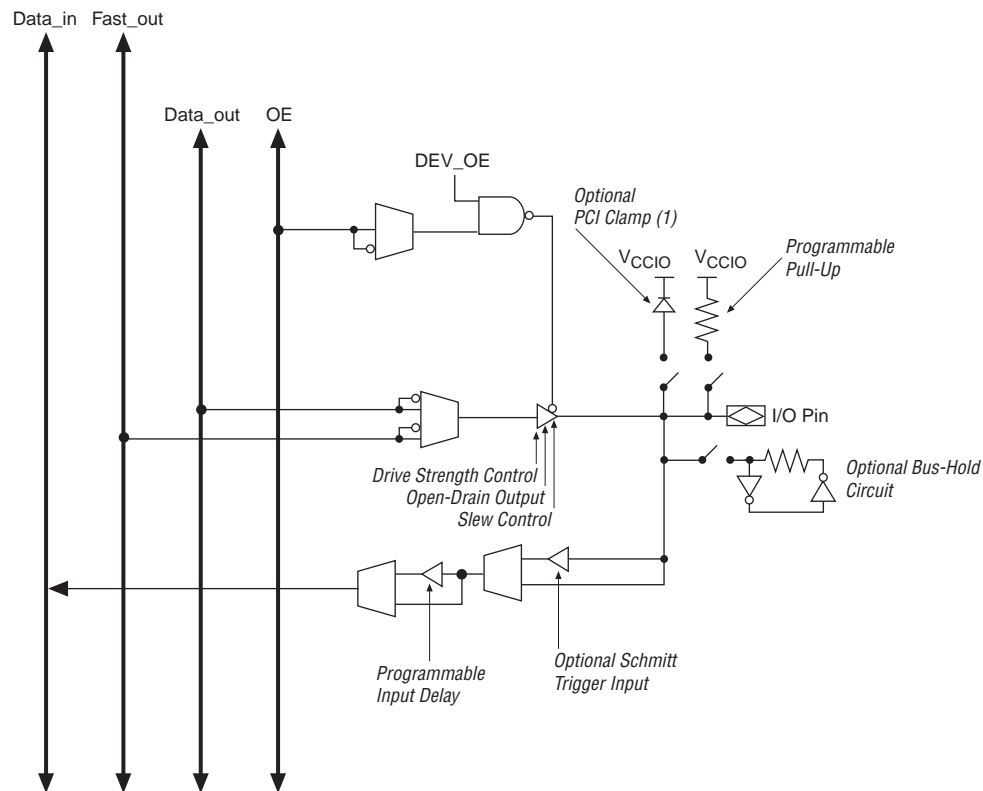 Data_in Fast_out
Data_out OE
DEV_OE
Optional
PCI Clamp (1)
Programmable
Pull-Up
VCCIO VCCIO
I/O Pin
Drive Strength Control
Open-Drain Output
Slew Control
Optional Bus-Hold
Circuit
Programmable
Input Delay
Optional Schmitt
Trigger Input